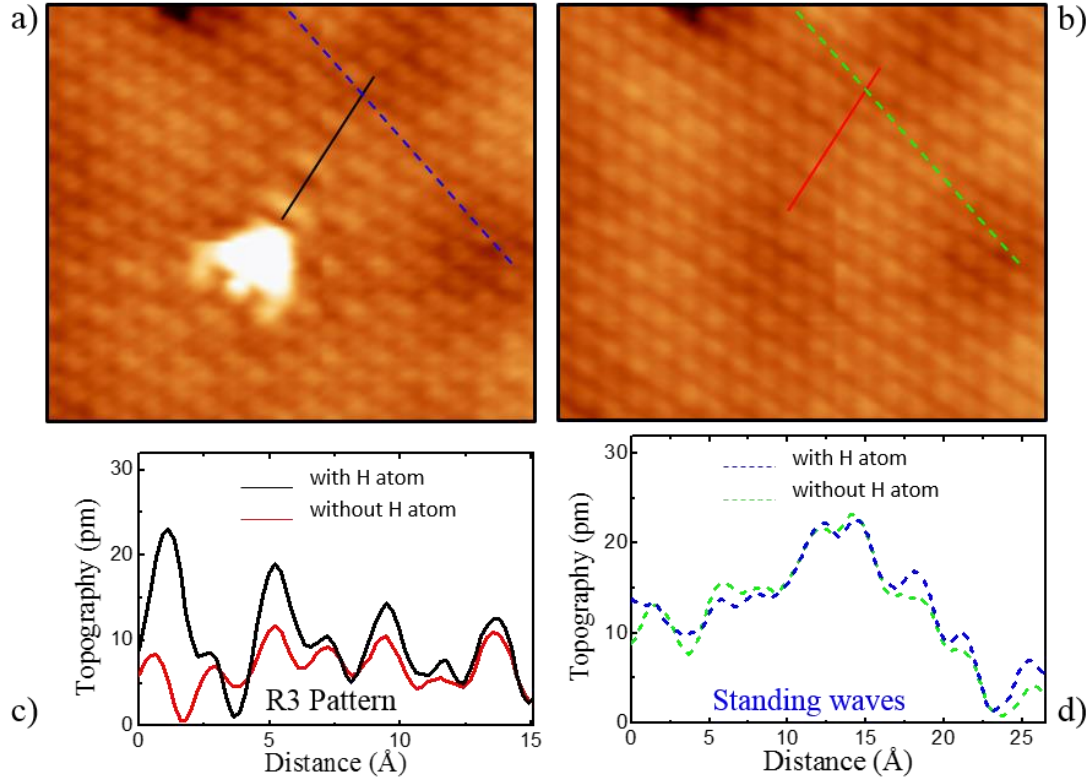 a)
b)
30
20
10
0
Topography (pm)
with H atom
without H atom
R3 Pattern
0
5
10
15
Distance (Å)
c)
30
20
10
0
Topography (pm)
with H atom
without H atom
Standing waves
0
5
10
15
20
25
Distance (Å)
d)